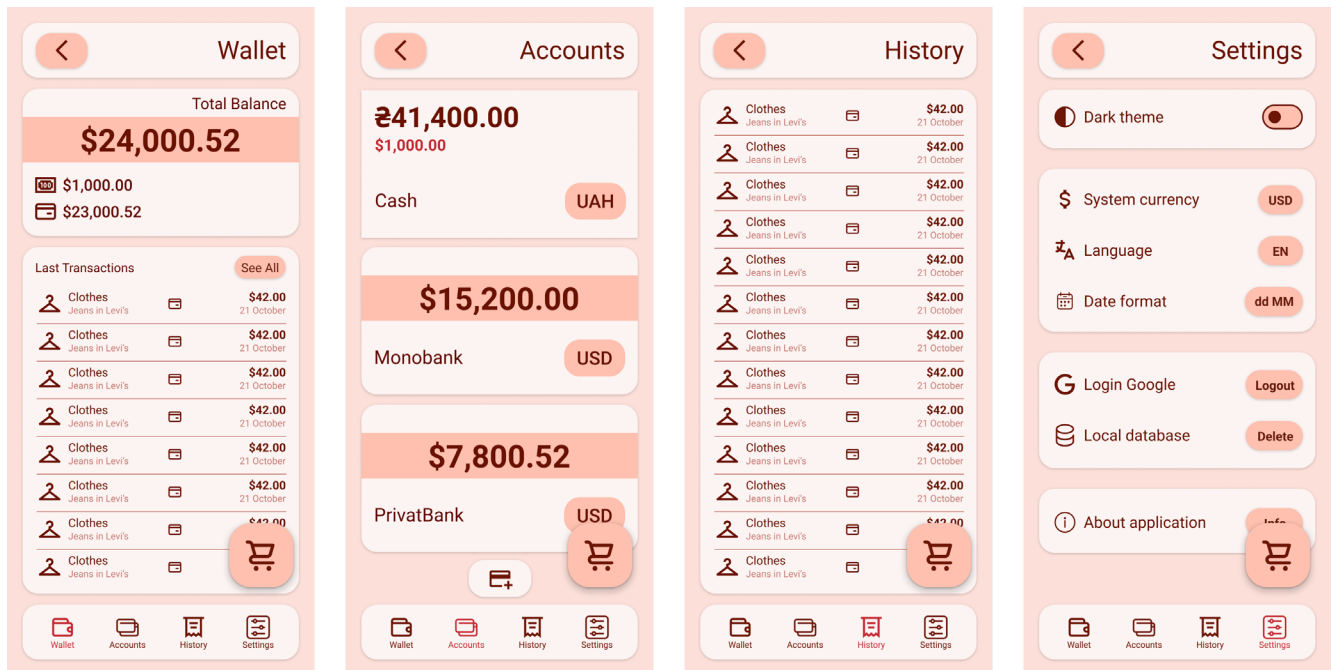 Wallet
Total Balance
$24,000.52
100
$1,000.00
$23,000.52
Last Transactions See All
Clothes $42.00
Jeans in Levi's 21 October
Clothes $42.00
Jeans in Levi's 21 October
Clothes $42.00
Jeans in Levi's 21 October
Clothes $42.00
Jeans in Levi's 21 October
Clothes $42.00
Jeans in Levi's 21 October
Clothes $42.00
Jeans in Levi's 21 October
Clothes $42.00
Jeans in Levi's
Clothes
Jeans in Levi's
Wallet Accounts History Settings
Accounts
₴41,400.00
$1,000.00
Cash UAH
$15,200.00
Monobank USD
$7,800.52
PrivatBank USD
Wallet Accounts History Settings
History
Clothes $42.00
Jeans in Levi's 21 October
Clothes $42.00
Jeans in Levi's 21 October
Clothes $42.00
Jeans in Levi's 21 October
Clothes $42.00
Jeans in Levi's 21 October
Clothes $42.00
Jeans in Levi's 21 October
Clothes $42.00
Jeans in Levi's 21 October
Clothes $42.00
Jeans in Levi's 21 October
Clothes $42.00
Jeans in Levi's 21 October
Clothes $42.00
Jeans in Levi's 21 October
Clothes $42.00
Jeans in Levi's 21 October
Clothes $42.00
Jeans in Levi's 21 October
Clothes $42.00
Jeans in Levi's
Clothes
Jeans in Levi's
Wallet Accounts History Settings
Settings
Dark theme
System currency USD
Language EN
Date format dd MM
Login Google Logout
Local database Delete
About application Info
Wallet Accounts History Settings